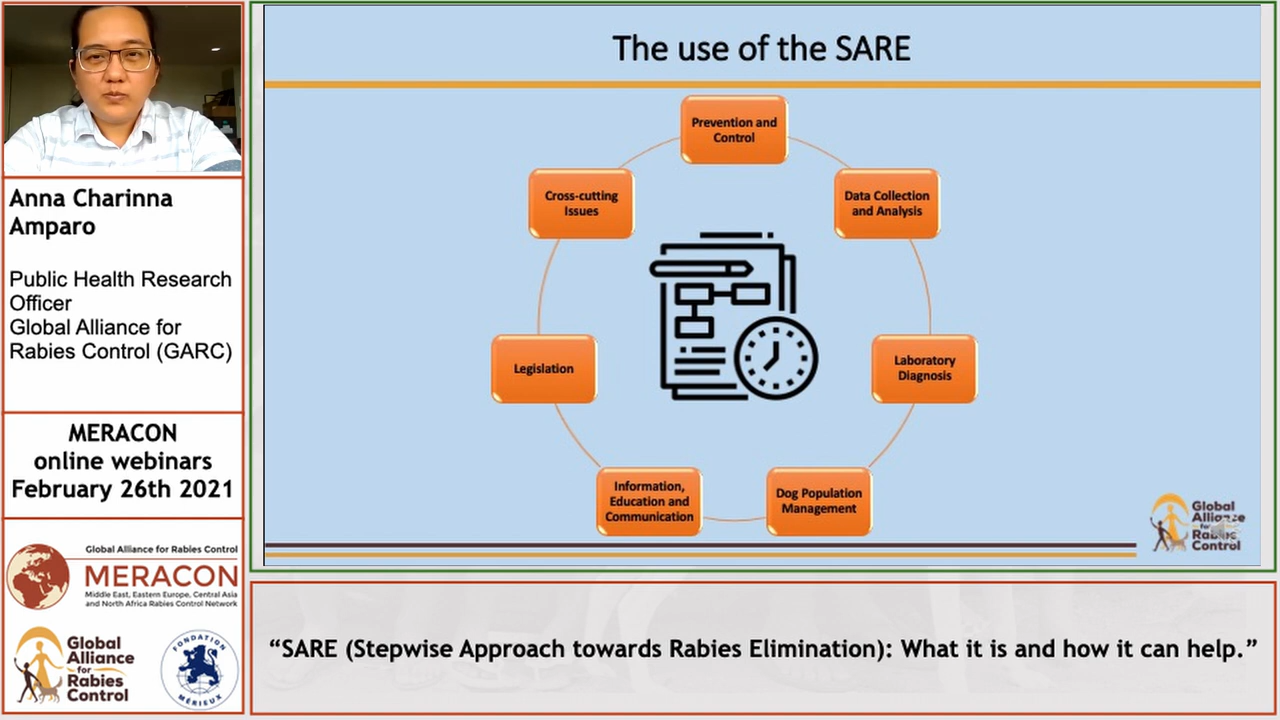 Anna Charinna
Amparo
Public Health Research
Officer
Global Alliance for
Rabies Control (GARC)
MERACON
online webinars
February 26th 2021
Global Alliance for Rabies Control
MERACON
Middle East, Eastern Europe, Central Asia
and North Africa Rabies Control Network
Global
Alliance
for
Rabies
Control
FONDATION
MÉRIEUX
The use of the SARE
Prevention and
Control
Data Collection
and Analysis
Laboratory
Diagnosis
Dog Population
Management
Information,
Education and
Communication
Legislation
Cross-cutting
Issues
Global
Alliance
for
Rabies
Control
“SARE (Stepwise Approach towards Rabies Elimination): What it is and how it can help.”